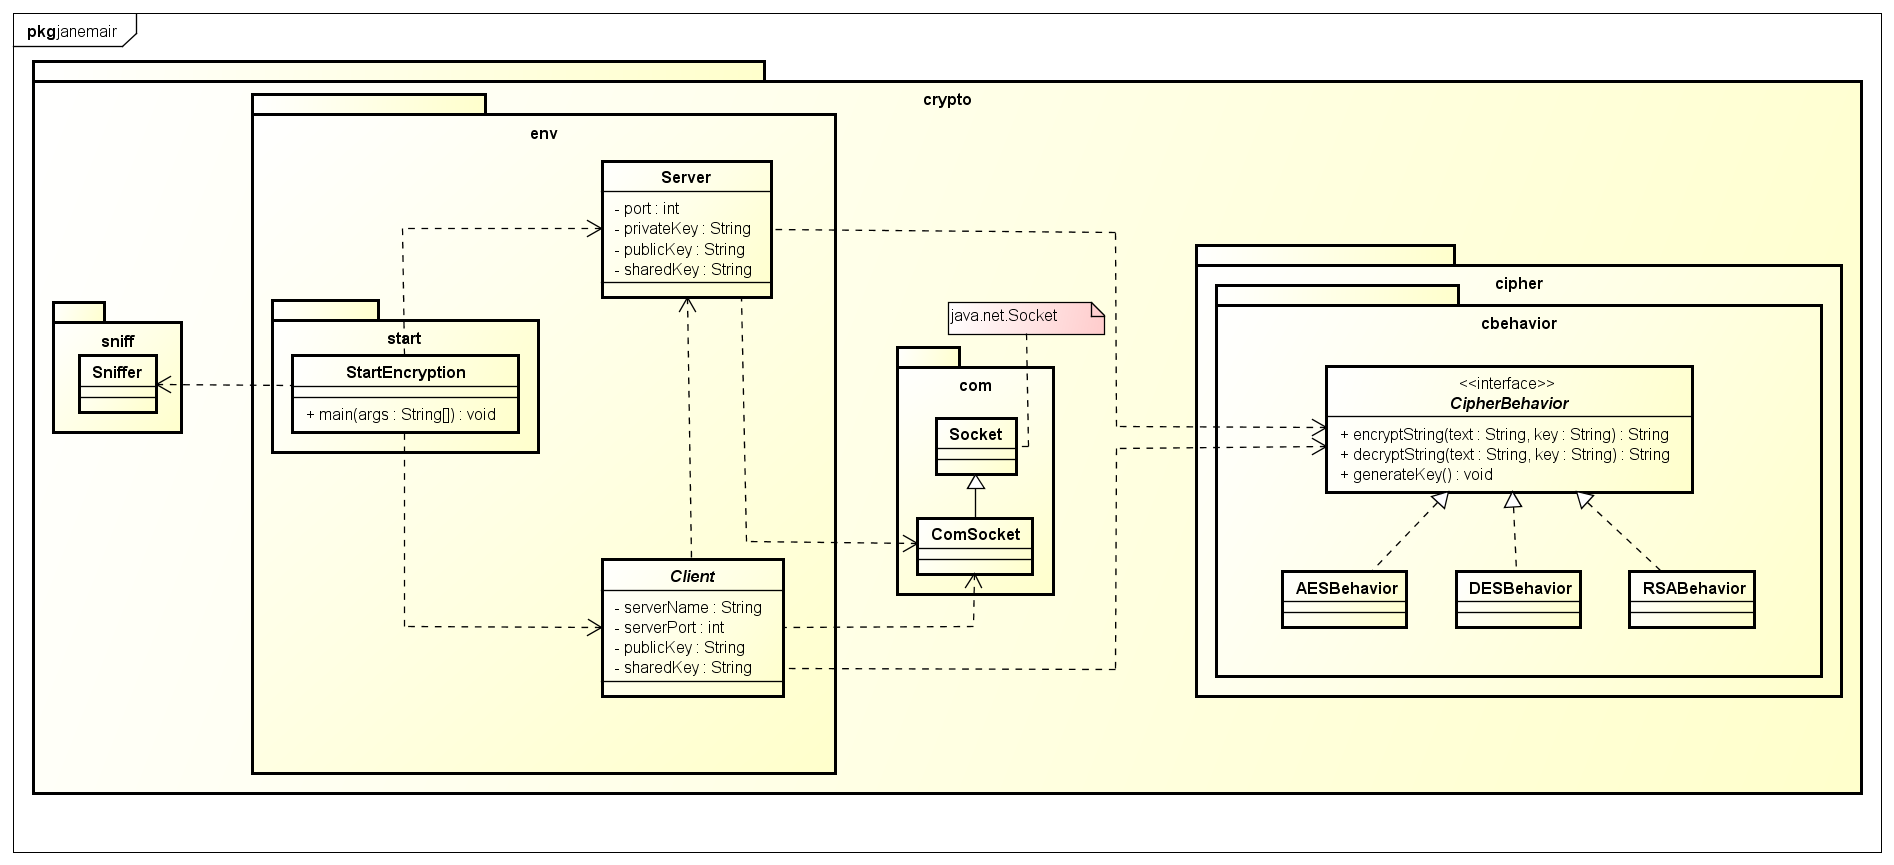 pkg janemair
crypto
env
Server
- port : int
- privateKey : String
- publicKey : String
- sharedKey : String
sniff
Sniffer
start
StartEncryption
+ main(args : String[]) : void
Client
- serverName : String
- serverPort : int
- publicKey : String
- sharedKey : String
java.net.Socket
com
Socket
ComSocket
cipher
cbehavior
<<interface>>
CipherBehavior
+ encryptString(text : String, key : String) : String
+ decryptString(text : String, key : String) : String
+ generateKey() : void
AESBehavior
DESBehavior
RSABehavior